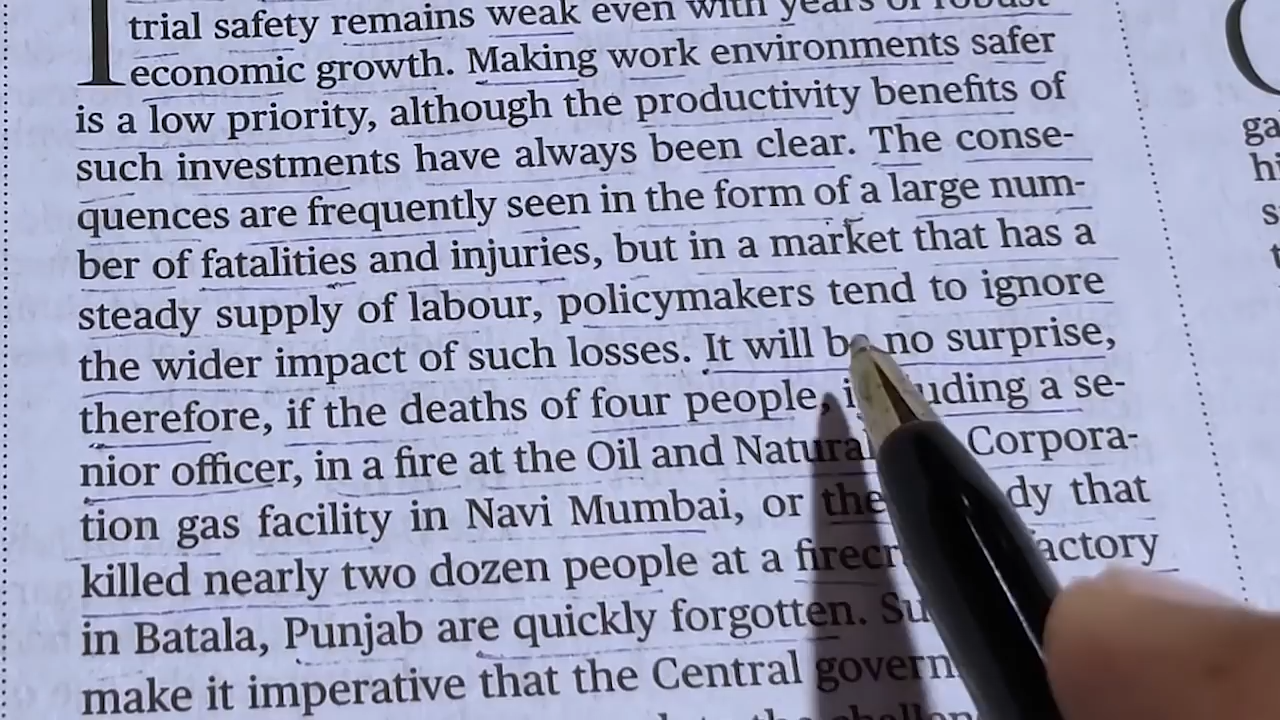 trial safety remains weak even with years of robust
economic growth. Making work environments safer
is a low priority, although the productivity benefits of
such investments have always been clear. The conse-
quences are frequently seen in the form of a large num-
ber of fatalities and injuries, but in a market that has a
steady supply of labour, policymakers tend to ignore
the wider impact of such losses. It will be no surprise,
therefore, if the deaths of four people, including a se-
nior officer, in a fire at the Oil and Natural Corpora-
tion gas facility in Navi Mumbai, or the that
killed nearly two dozen people at a factory
in Batala, Punjab are quickly forgotten.
make it imperative that the Central
the
ga